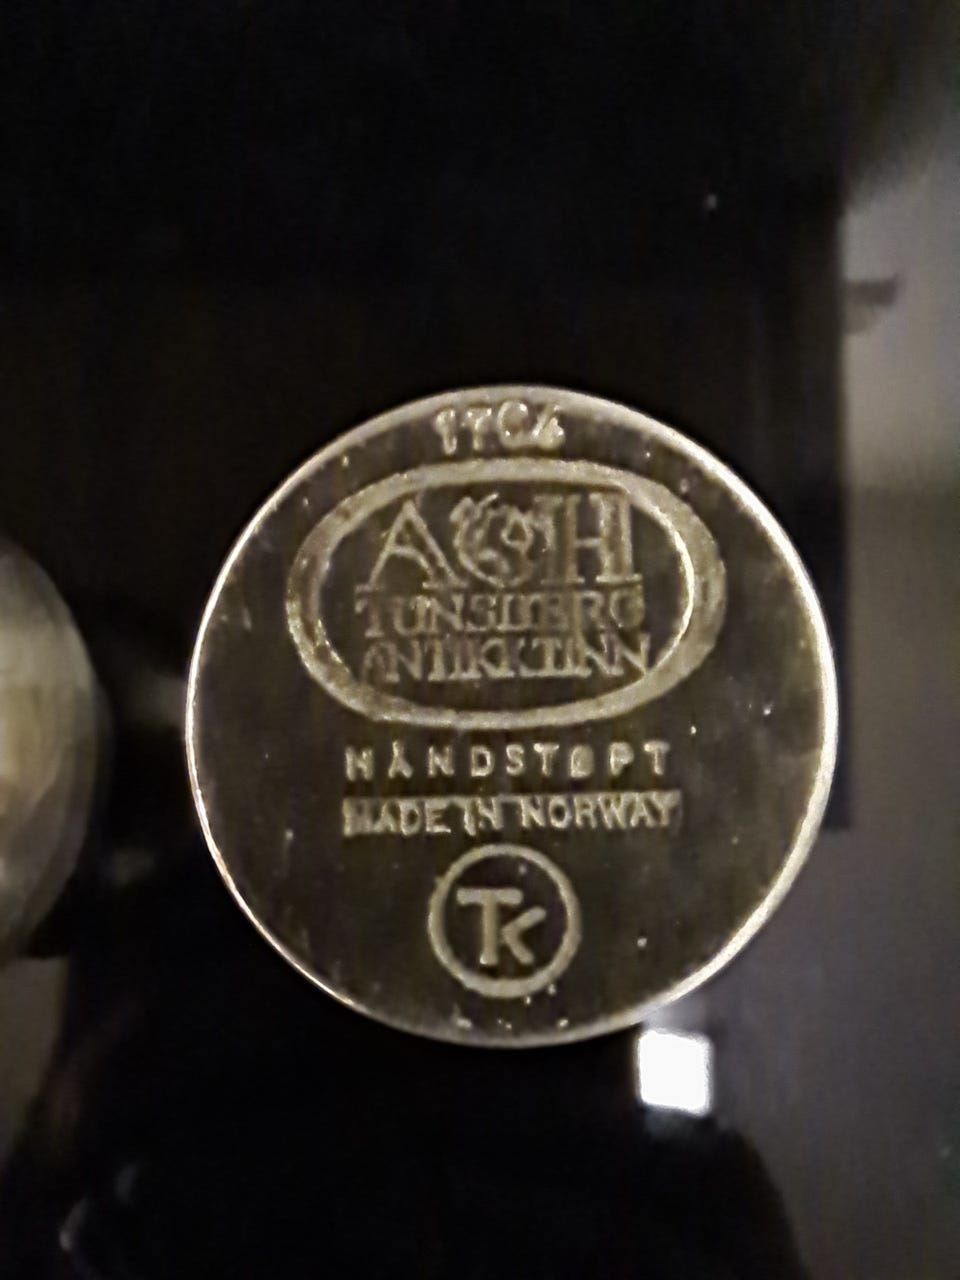 1704
A H
TUNSBERG
ANTIKKTINN
HÅNDSTØPT
MADE IN NORWAY
TK